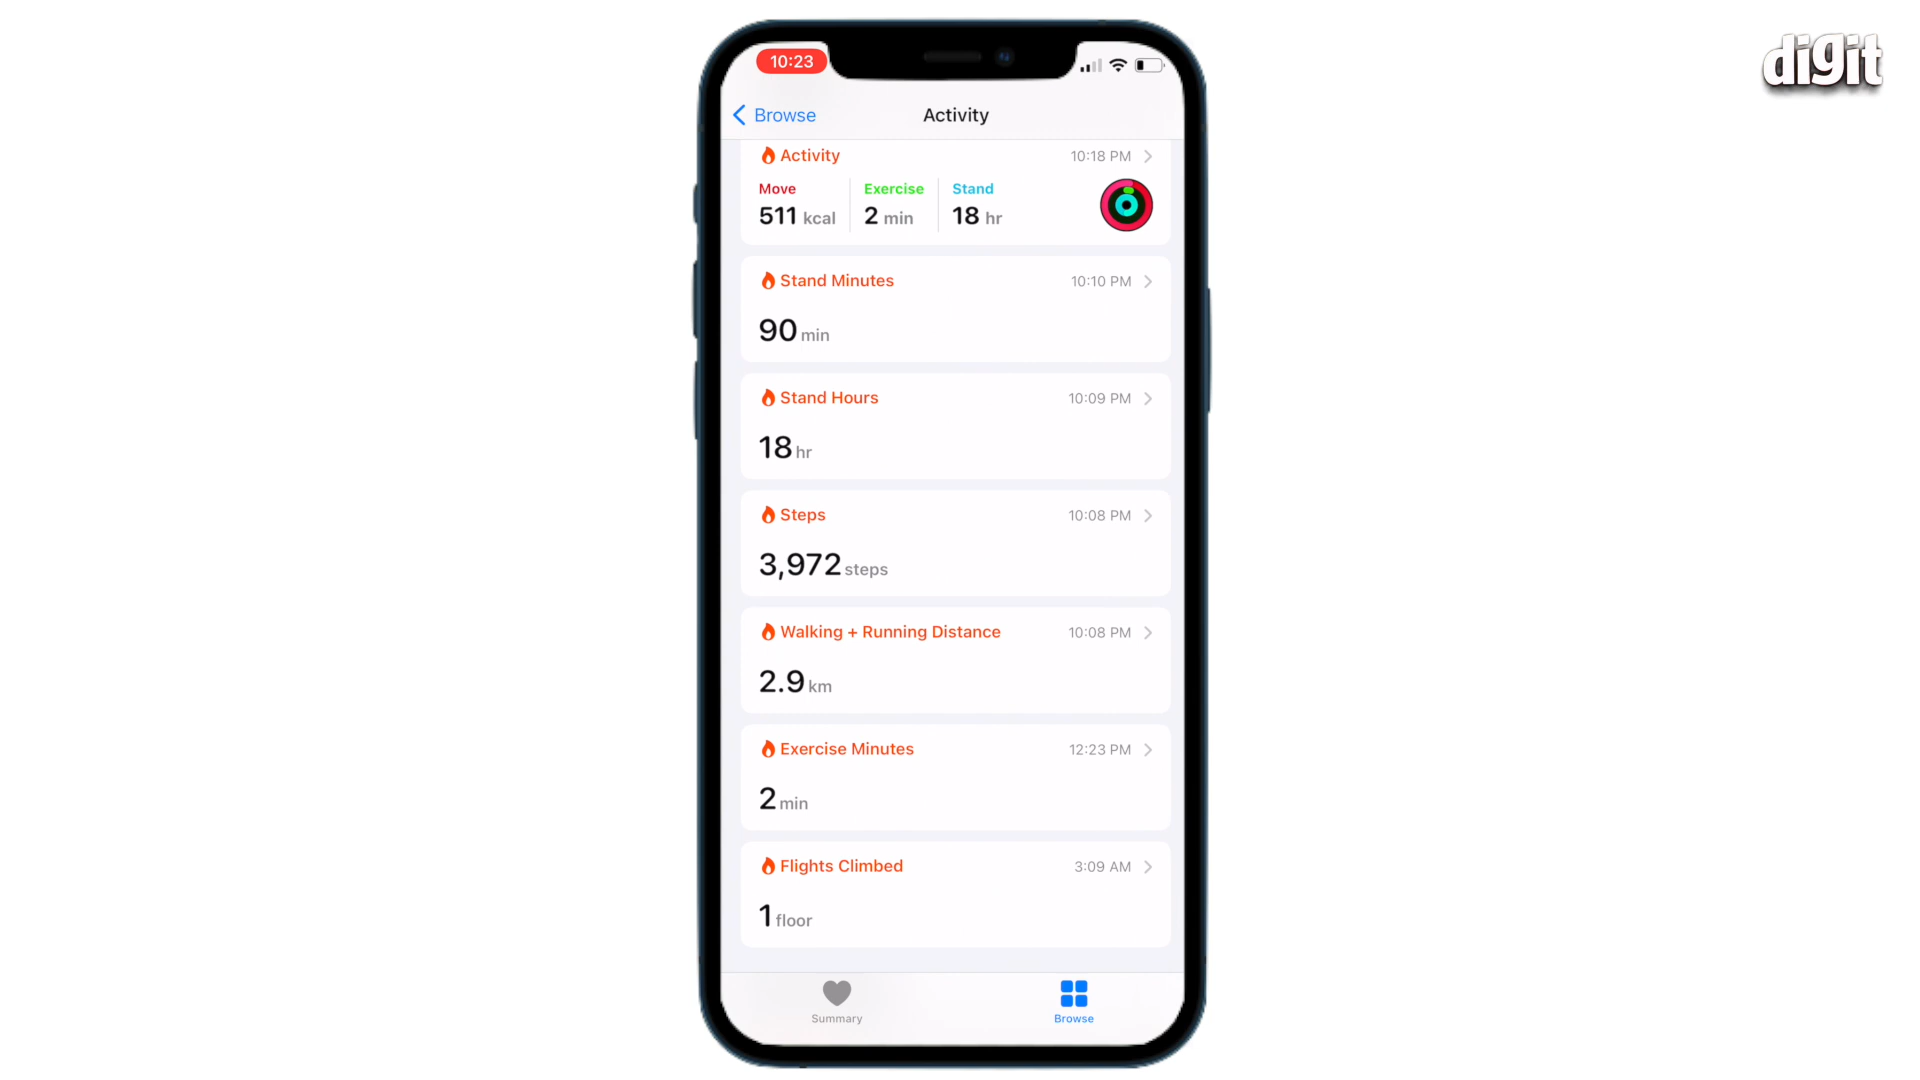 digit
10:23
Browse
Activity
Activity 10:18 PM
Move Exercise Stand
511 kcal 2 min 18 hr
Stand Minutes 10:10 PM
90 min
Stand Hours 10:09 PM
18 hr
Steps 10:08 PM
3,972 steps
Walking + Running Distance 10:08 PM
2.9 km
Exercise Minutes 12:23 PM
2 min
Flights Climbed 3:09 AM
1 floor
Summary Browse